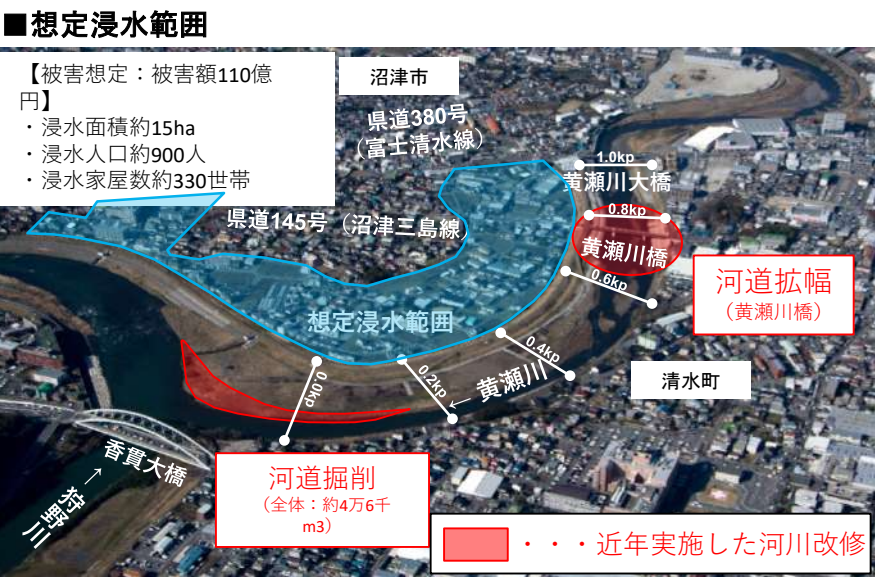 ■想定浸水範囲
【被害想定：被害額110億
円】
・浸水面積約15ha
・浸水人口約900人
・浸水家屋数約330世帯
沼津市
県道380号
（富士清水線）
1.0kp
黄瀬川大橋
県道145号（沼津三島線）
0.8kp
黄瀬川橋
0.6kp
河道拡幅
（黄瀬川橋）
想定浸水範囲
0.4kp
0.2kp
0.0kp
←黄瀬川
清水町
香貫大橋
←狩野川
河道掘削
（全体：約4万6千
m3）
・・・近年実施した河川改修